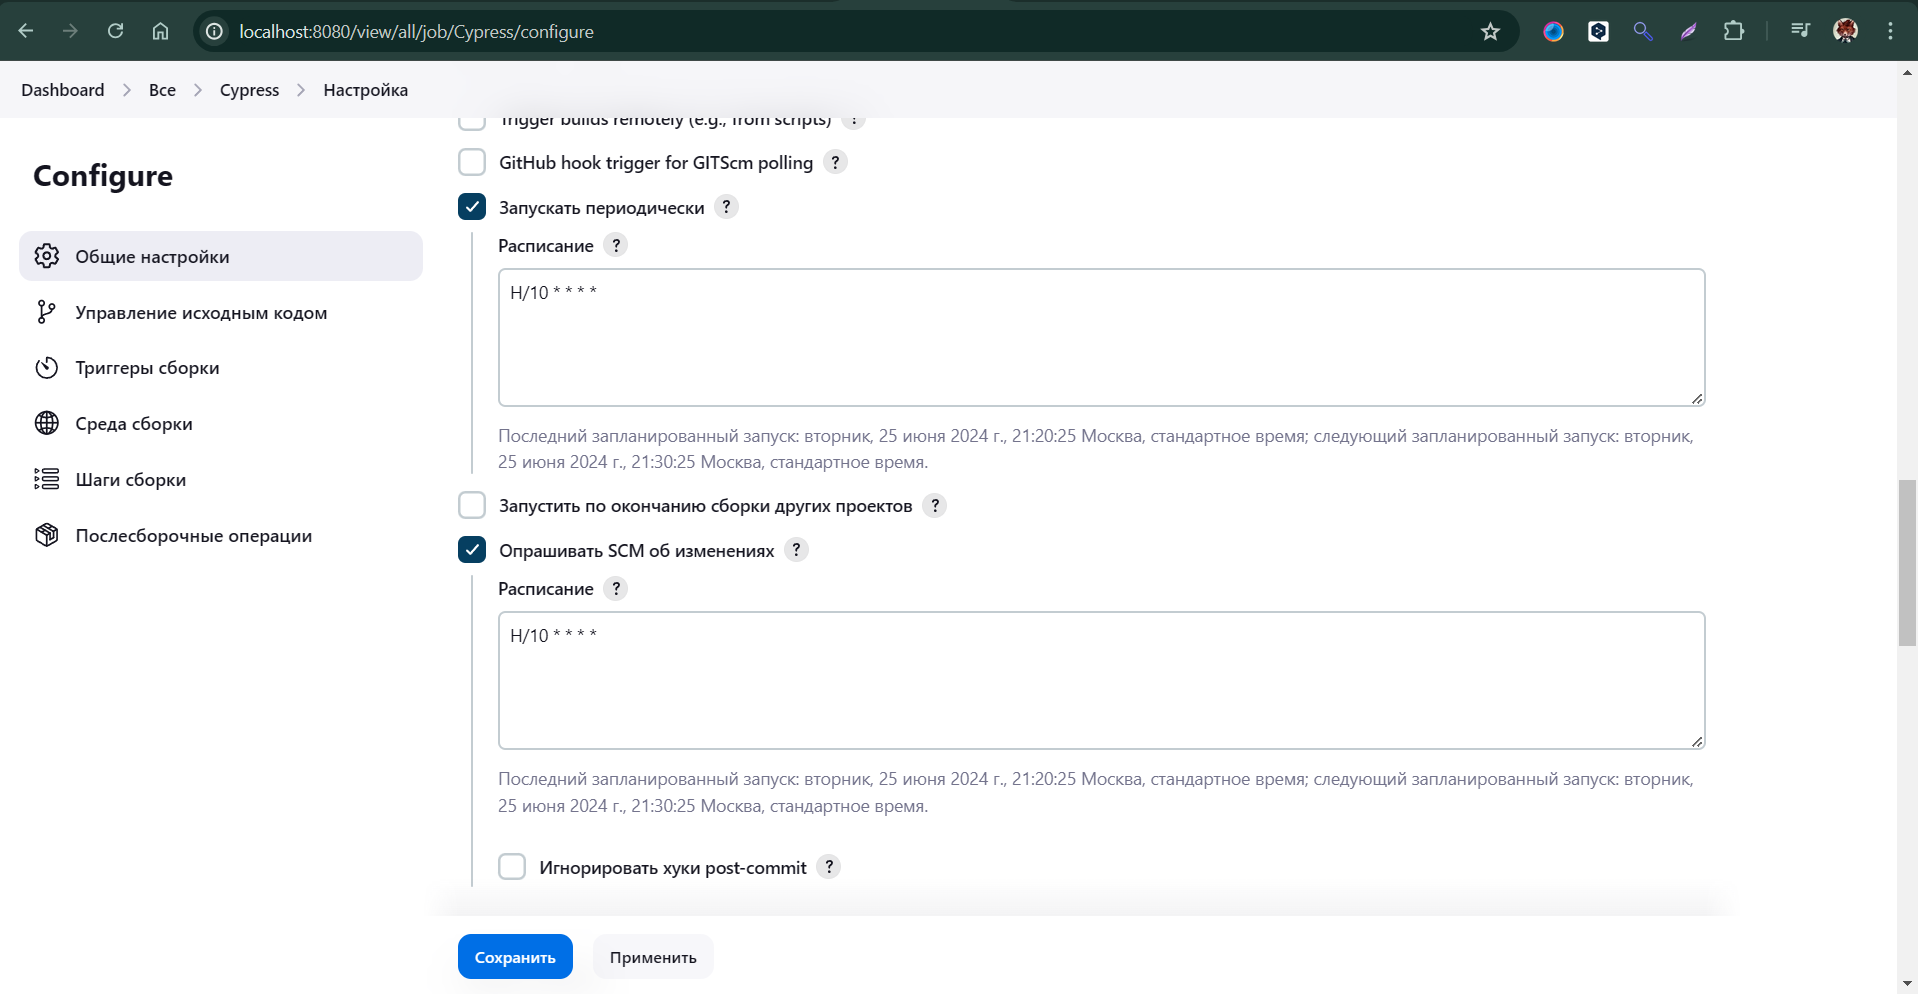 localhost:8080/view/all/job/Cypress/configure
Dashboard > Все > Cypress > Настройка
Configure
Общие настройки
Управление исходным кодом
Триггеры сборки
Среда сборки
Шаги сборки
Послесборочные операции
Trigger builds remotely (e.g., from scripts) ?
GitHub hook trigger for GITScm polling ?
Запускать периодически ?
Расписание ?
H/10 * * * *
Последний запланированный запуск: вторник, 25 июня 2024 г., 21:20:25 Москва, стандартное время; следующий запланированный запуск: вторник,
25 июня 2024 г., 21:30:25 Москва, стандартное время.
Запустить по окончанию сборки других проектов ?
Опрашивать SCM об изменениях ?
Расписание ?
H/10 * * * *
Последний запланированный запуск: вторник, 25 июня 2024 г., 21:20:25 Москва, стандартное время; следующий запланированный запуск: вторник,
25 июня 2024 г., 21:30:25 Москва, стандартное время.
Игнорировать хуки post-commit ?
Сохранить
Применить